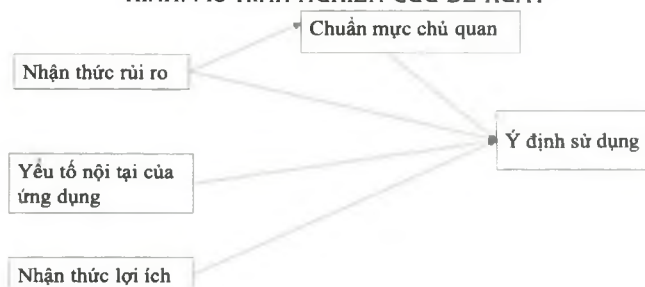 Chuẩn mực chủ quan
Nhận thức rủi ro
Ý định sử dụng
Yếu tố nội tại của
ứng dụng
Nhận thức lợi ích